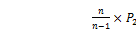 n/(n-1) × P₂